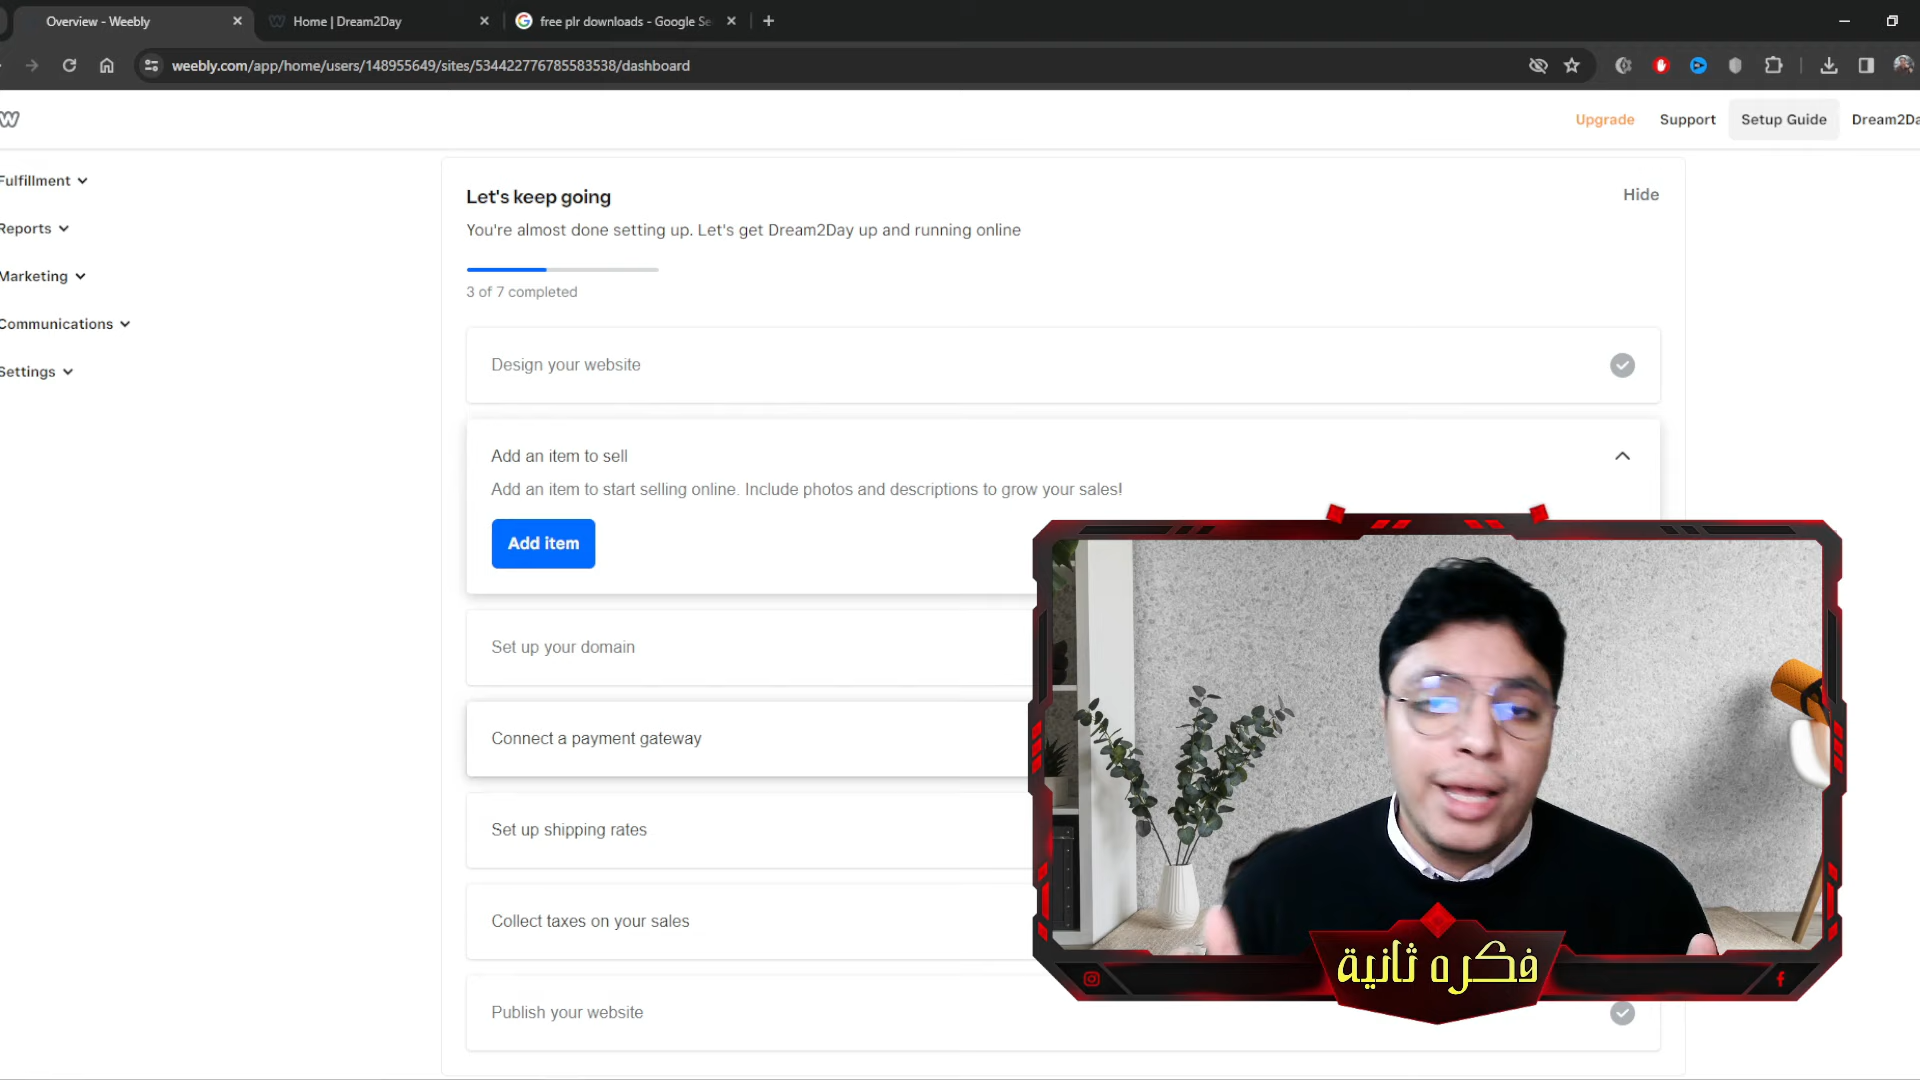 Overview - Weebly
Home | Dream2Day
free plr downloads - Google Se
weebly.com/app/home/users/148955649/sites/534422776785583538/dashboard
Upgrade
Support
Setup Guide
Dream2Da
Fulfillment
Reports
Marketing
Communications
Settings
Let's keep going
Hide
You're almost done setting up. Let's get Dream2Day up and running online
3 of 7 completed
Design your website
Add an item to sell
Add an item to start selling online. Include photos and descriptions to grow your sales!
Add item
Set up your domain
Connect a payment gateway
Set up shipping rates
Collect taxes on your sales
Publish your website
فكره ثانية